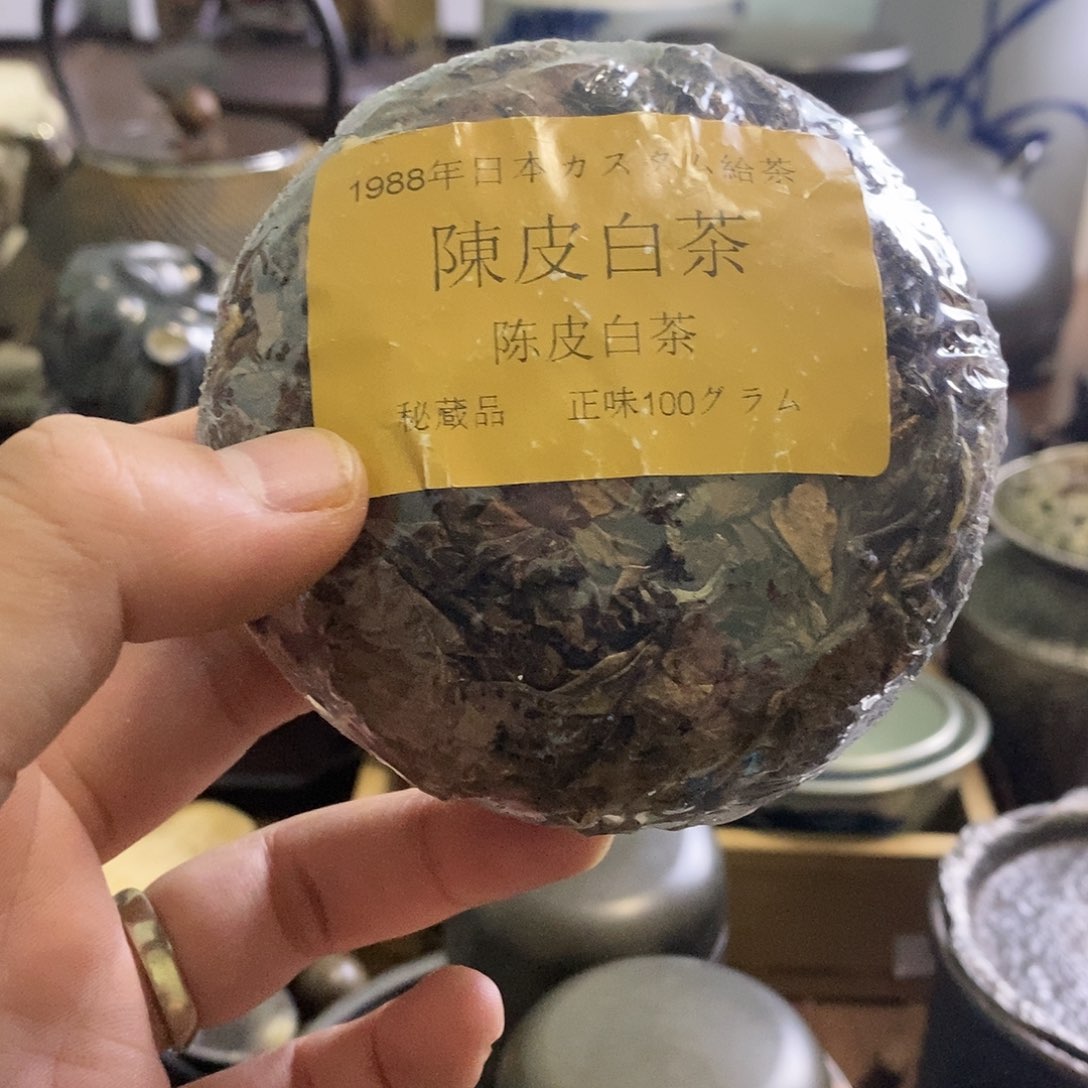 1988年日本カスタム給茶
陳皮白茶
陈皮白茶
秘蔵品 正味100グラム